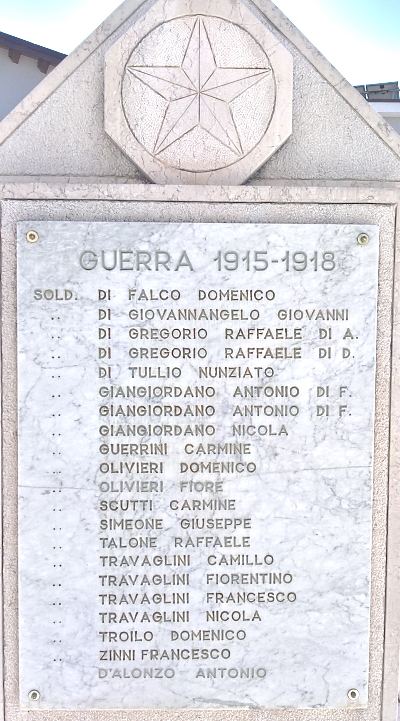 GUERRA 1915-1918
SOLD. DI FALCO DOMENICO
.. DI GIOVANNANGELO GIOVANNI
.. DI GREGORIO RAFFAELE DI A.
.. DI GREGORIO RAFFAELE DI D.
.. DI TULLIO NUNZIATO
.. GIANGIORDANO ANTONIO DI F.
.. GIANGIORDANO ANTONIO DI F.
.. GIANGIORDANO NICOLA
.. GUERRINI CARMINE
.. OLIVIERI DOMENICO
.. OLIVIERI FIORE
.. SCUTTI CARMINE
.. SIMEONE GIUSEPPE
.. TALONE RAFFAELE
.. TRAVAGLINI CAMILLO
.. TRAVAGLINI FIORENTINO
.. TRAVAGLINI FRANCESCO
.. TRAVAGLINI NICOLA
.. TROILO DOMENICO
.. ZINNI FRANCESCO
.. D'ALONZO ANTONIO